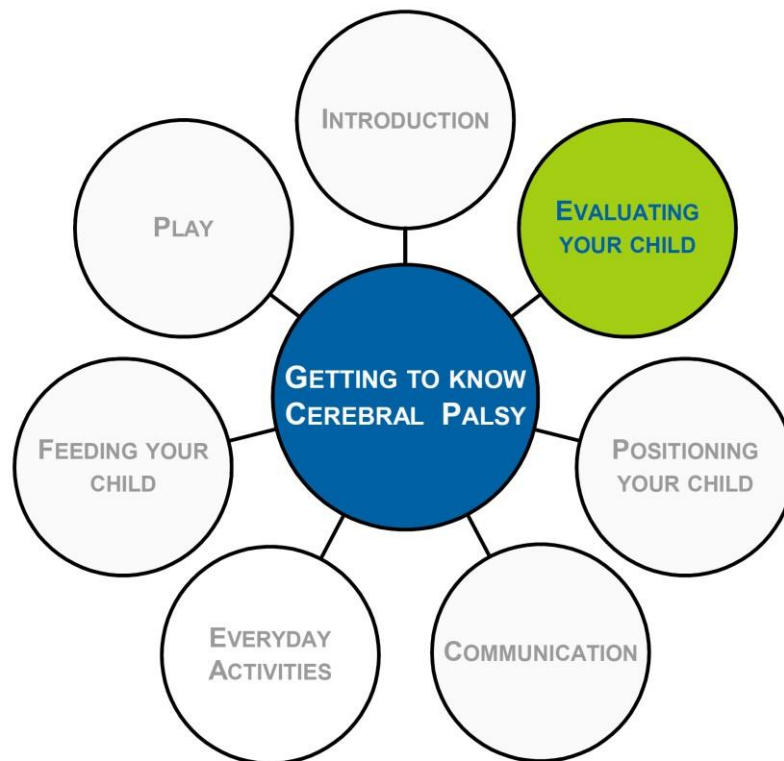 INTRODUCTION
EVALUATING
YOUR CHILD
POSITIONING
YOUR CHILD
COMMUNICATION
EVERYDAY
ACTIVITIES
FEEDING YOUR
CHILD
PLAY
GETTING TO KNOW
CEREBRAL PALSY